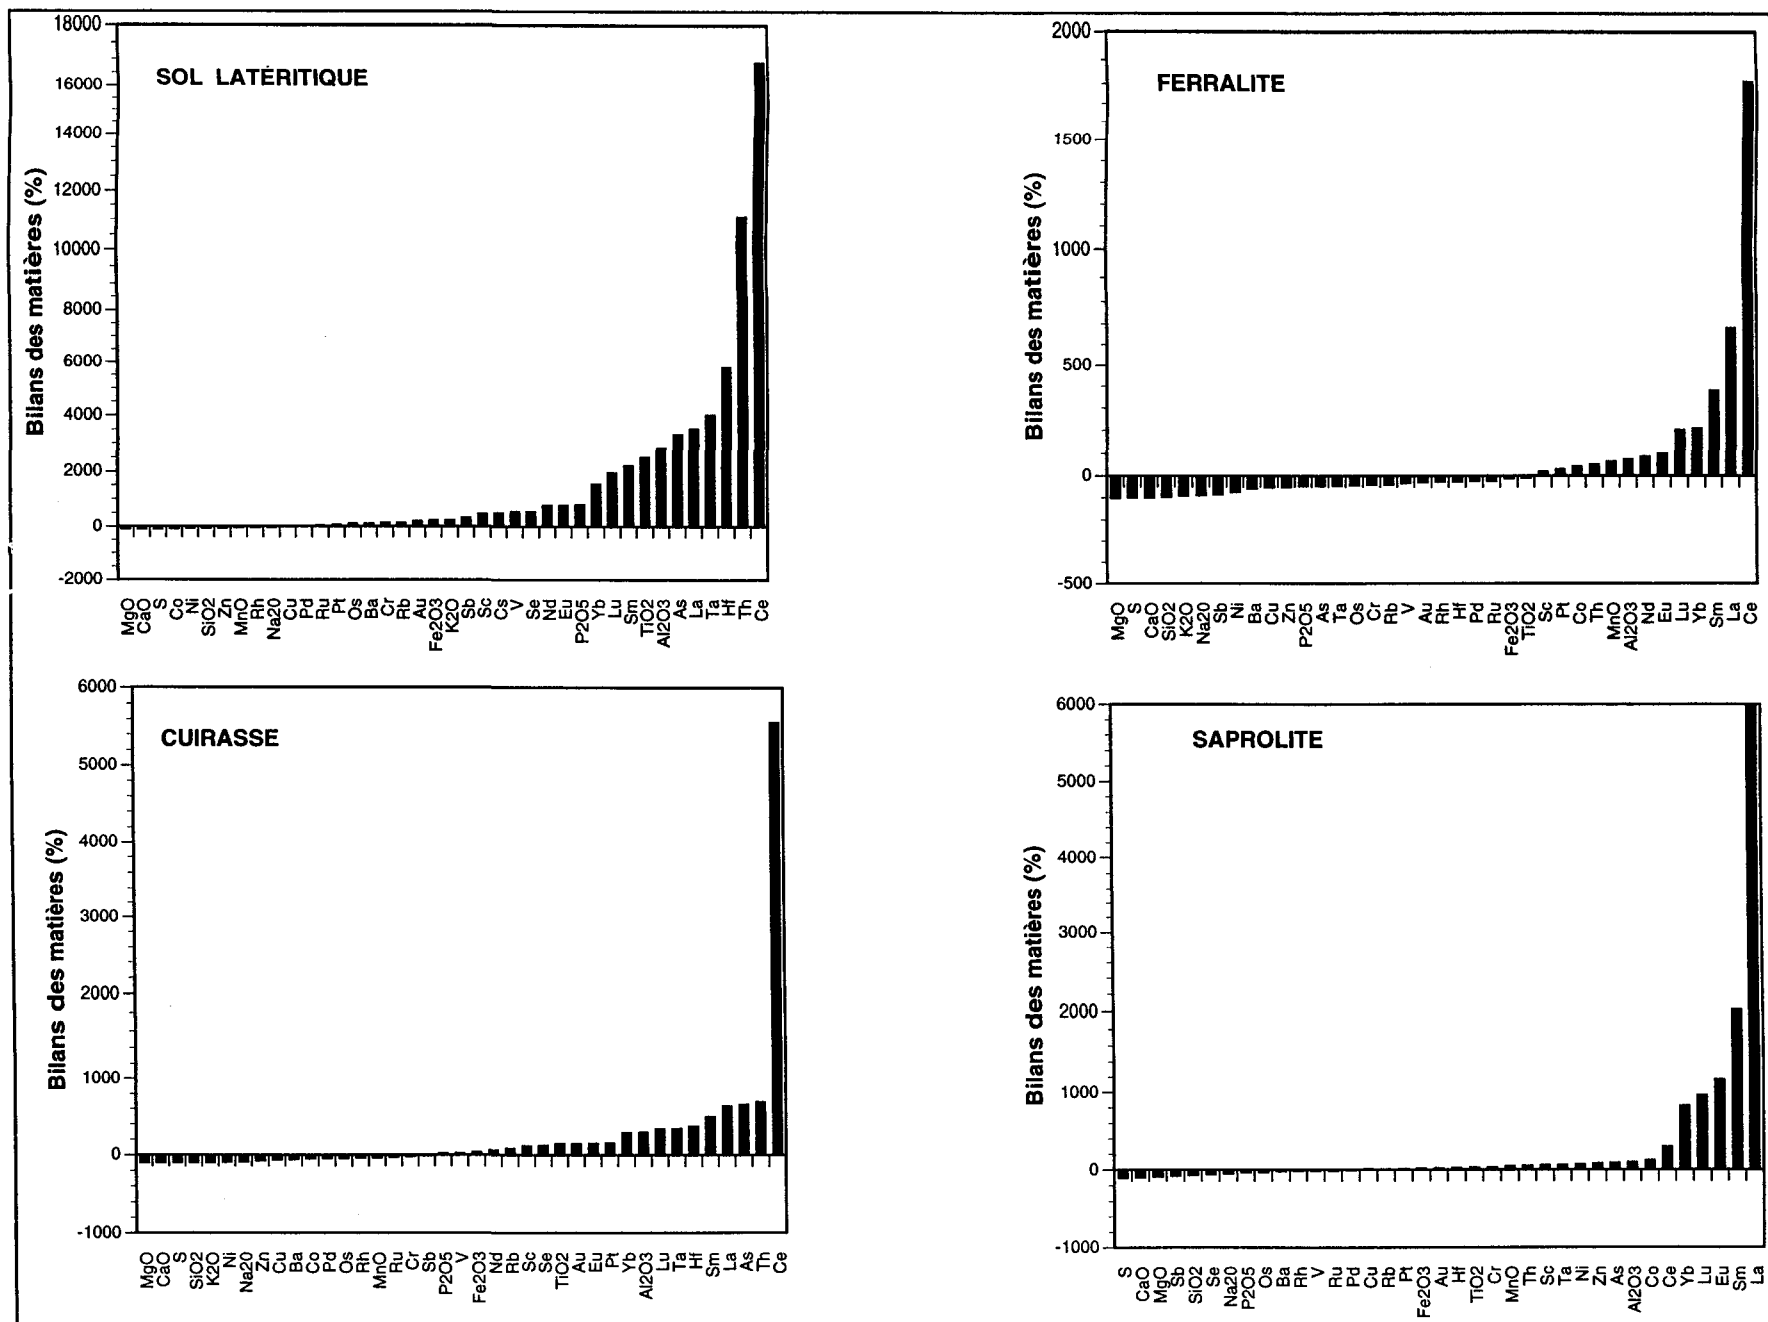 SOL LATÉRITIQUE
Bilans des matières (%)
18000
16000
14000
12000
10000
8000
6000
4000
2000
0
-2000
MgO CaO S Co Ni SiO2 Zn MnO Rh Na20 Cu Pd Ru Pt Os Ba Cr Rb Au Fe2O3 K2O Sb Sc Cs V Se Nd Eu P2O5 Yb Lu Sm TiO2 Al2O3 As La Ta Hf Th Ce
FERRALITE
Bilans des matières (%)
2000
1500
1000
500
0
-500
MgO S CaO SiO2 K2O Na20 Sb Ni Ba Cu Zn P2O5 As Ta Os Cr Rb V Au Rh Hf Pd Ru Fe2O3 TiO2 Sc Pt Co Th MnO Al2O3 Nd Eu Lu Yb Sm La Ce
CUIRASSE
Bilans des matières (%)
6000
5000
4000
3000
2000
1000
0
-1000
MgO CaO S SiO2 K2O Ni Na20 Zn Cu Ba Co Pd Os Rh MnO Ru Cr Sb P2O5 V Fe2O3 Nd Rb Sc Se TiO2 Au Eu Pt Yb Al2O3 Lu Ta Hf Sm La As Th Ce
SAPROLITE
Bilans des matières (%)
6000
5000
4000
3000
2000
1000
0
-1000
S CaO MgO Sb SiO2 Se Na20 P2O5 Os Ba Rh V Ru Pd Cu Rb Pt Fe2O3 Au Hf TiO2 Cr MnO Th Sc Ta Ni Zn As Al2O3 Co Ce Yb Lu Eu Sm La